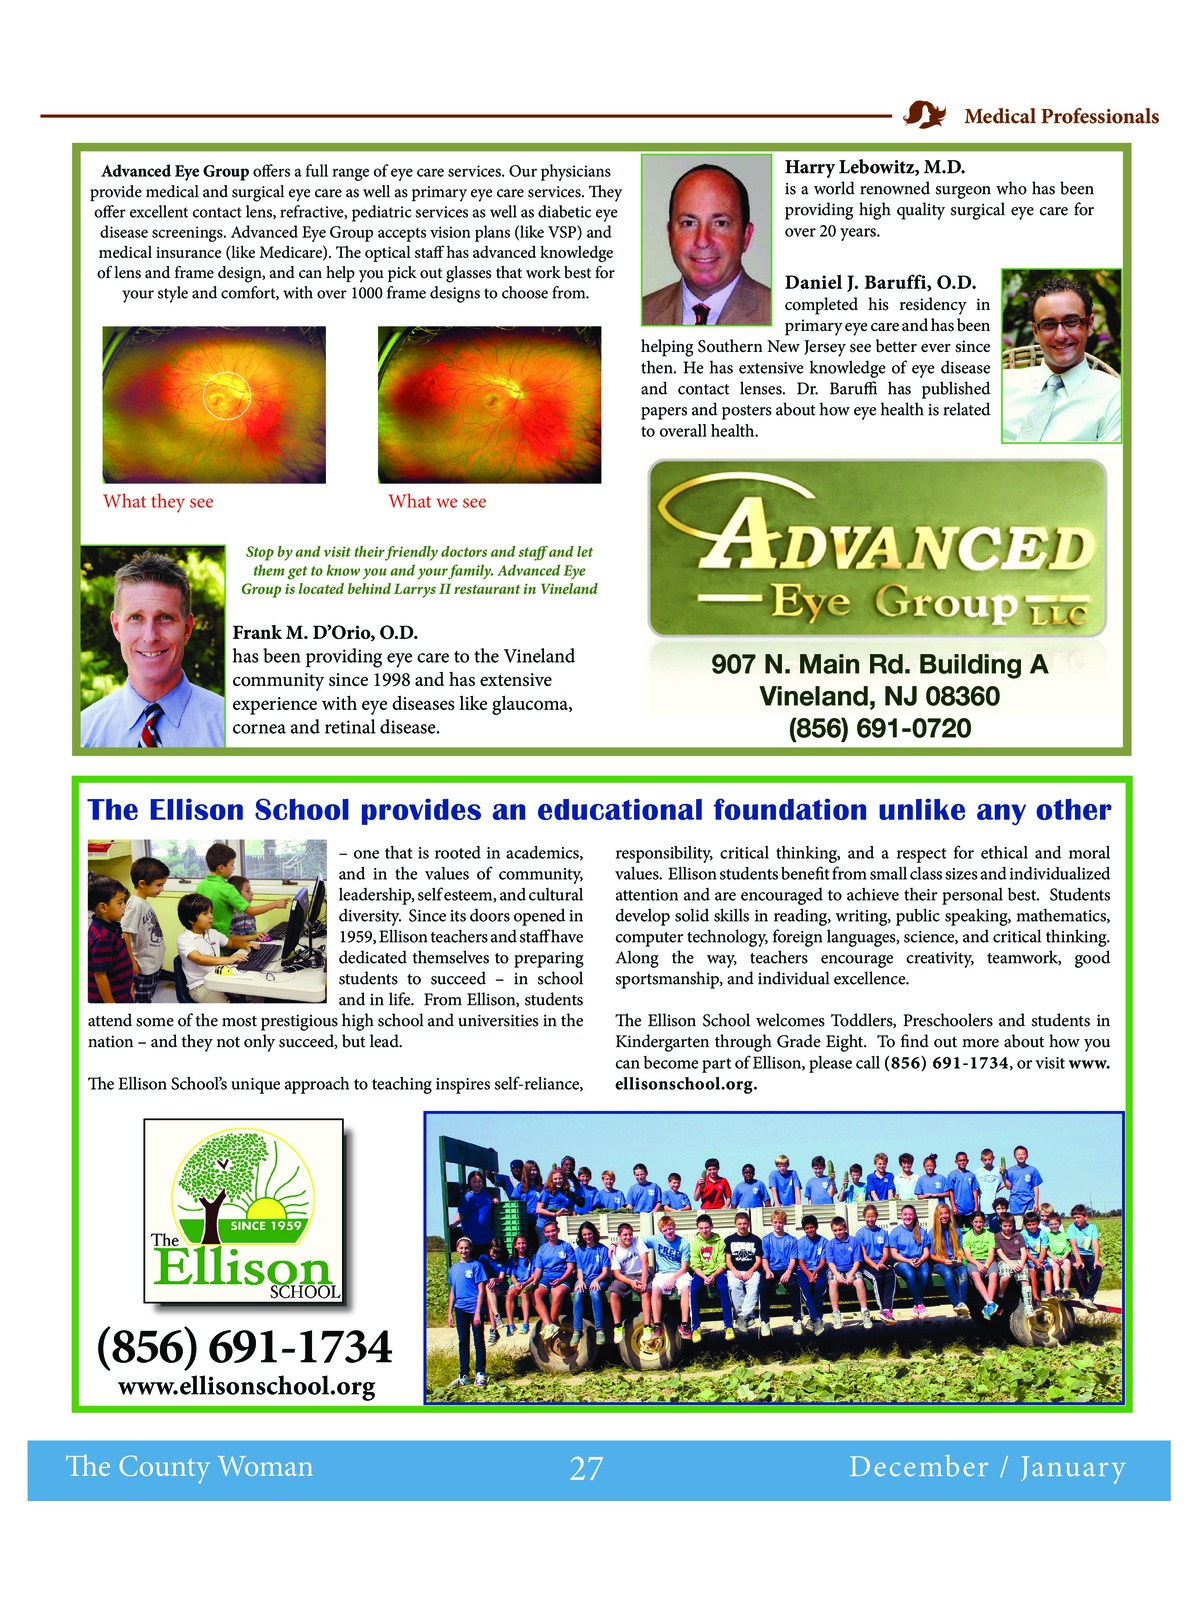 Medical Professionals
Advanced Eye Group offers a full range of eye care services. Our physicians
provide medical and surgical eye care as well as primary eye care services. They
offer excellent contact lens, refractive, pediatric services as well as diabetic eye
disease screenings. Advanced Eye Group accepts vision plans (like VSP) and
medical insurance (like Medicare). The optical staff has advanced knowledge
of lens and frame design, and can help you pick out glasses that work best for
your style and comfort, with over 1000 frame designs to choose from.
What they see
What we see
Stop by and visit their friendly doctors and staff and let
them get to know you and your family. Advanced Eye
Group is located behind Larrys II restaurant in Vineland
Frank M. D’Orio, O.D.
has been providing eye care to the Vineland
community since 1998 and has extensive
experience with eye diseases like glaucoma,
cornea and retinal disease.
Harry Lebowitz, M.D.
is a world renowned surgeon who has been
providing high quality surgical eye care for
over 20 years.
Daniel J. Baruffi, O.D.
completed his residency in
primary eye care and has been
helping Southern New Jersey see better ever since
then. He has extensive knowledge of eye disease
and contact lenses. Dr. Baruffi has published
papers and posters about how eye health is related
to overall health.
ADVANCED
Eye Group LLC
907 N. Main Rd. Building A
Vineland, NJ 08360
(856) 691-0720
The Ellison School provides an educational foundation unlike any other
– one that is rooted in academics,
and in the values of community,
leadership, self esteem, and cultural
diversity. Since its doors opened in
1959, Ellison teachers and staff have
dedicated themselves to preparing
students to succeed – in school
and in life. From Ellison, students
attend some of the most prestigious high school and universities in the
nation – and they not only succeed, but lead.
The Ellison School’s unique approach to teaching inspires self-reliance,
responsibility, critical thinking, and a respect for ethical and moral
values. Ellison students benefit from small class sizes and individualized
attention and are encouraged to achieve their personal best. Students
develop solid skills in reading, writing, public speaking, mathematics,
computer technology, foreign languages, science, and critical thinking.
Along the way, teachers encourage creativity, teamwork, good
sportsmanship, and individual excellence.
The Ellison School welcomes Toddlers, Preschoolers and students in
Kindergarten through Grade Eight. To find out more about how you
can become part of Ellison, please call (856) 691-1734, or visit www.
ellisonschool.org.
SINCE 1959
The
Ellison
SCHOOL
(856) 691-1734
www.ellisonschool.org
The County Woman
27
December / January